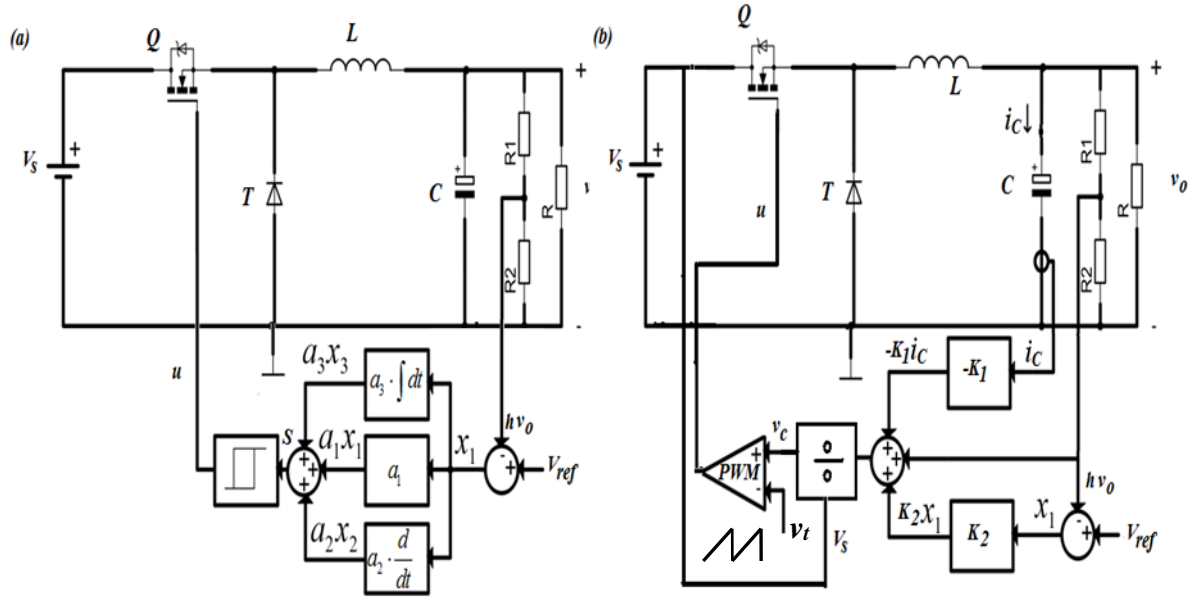 (a)
Q
L
+
V_s
+
T
C
+
R1
R
v
R2
-
u
a_3x_3
a_3 · ∫ dt
hv_o
s
a_1x_1
a_1
x_1
-
+
V_ref
+
+
+
a_2x_2
a_2 · d/dt
(b)
Q
L
+
i_C↓
R1
V_s
+
T
C
+
R
v_o
u
R2
-
-K_1i_C
-K_1
i_C
v_c
+
PWM
-
÷
+
+
+
hv_o
v_t
V_s
K_2x_1
K_2
x_1
-
+
V_ref